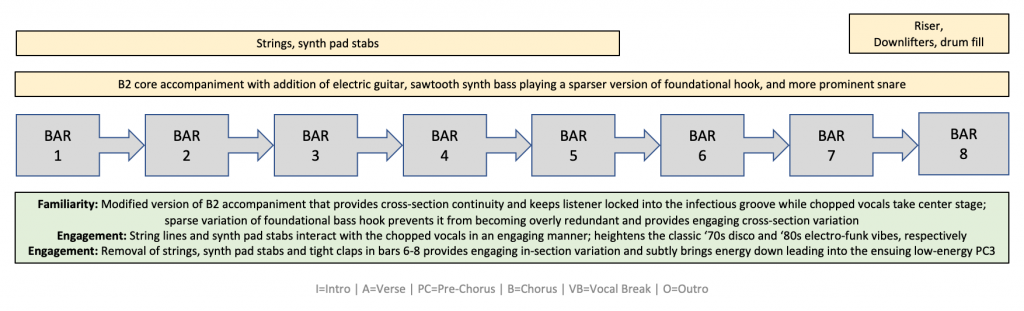 Riser,
Downlifters, drum fill
Strings, synth pad stabs
B2 core accompaniment with addition of electric guitar, sawtooth synth bass playing a sparser version of foundational hook, and more prominent snare
BAR
1
BAR
2
BAR
3
BAR
4
BAR
5
BAR
6
BAR
7
BAR
8
Familiarity: Modified version of B2 accompaniment that provides cross-section continuity and keeps listener locked into the infectious groove while chopped vocals take center stage;
sparse variation of foundational bass hook prevents it from becoming overly redundant and provides engaging cross-section variation
Engagement: String lines and synth pad stabs interact with the chopped vocals in an engaging manner; heightens the classic ‘70s disco and ‘80s electro-funk vibes, respectively
Engagement: Removal of strings, synth pad stabs and tight claps in bars 6-8 provides engaging in-section variation and subtly brings energy down leading into the ensuing low-energy PC3
I=Intro | A=Verse | PC=Pre-Chorus | B=Chorus | VB=Vocal Break | O=Outro